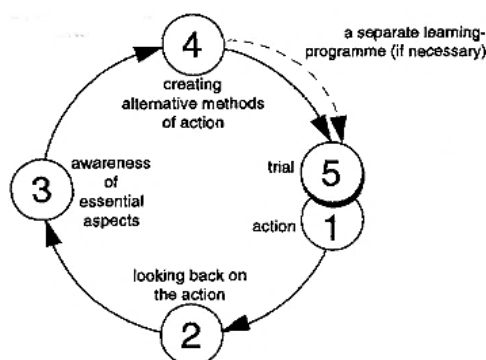 4
a separate learning-
programme (if necessary)
creating
alternative methods
of action
trial
5
action
1
3
awareness
of
essential
aspects
looking back on
the action
2